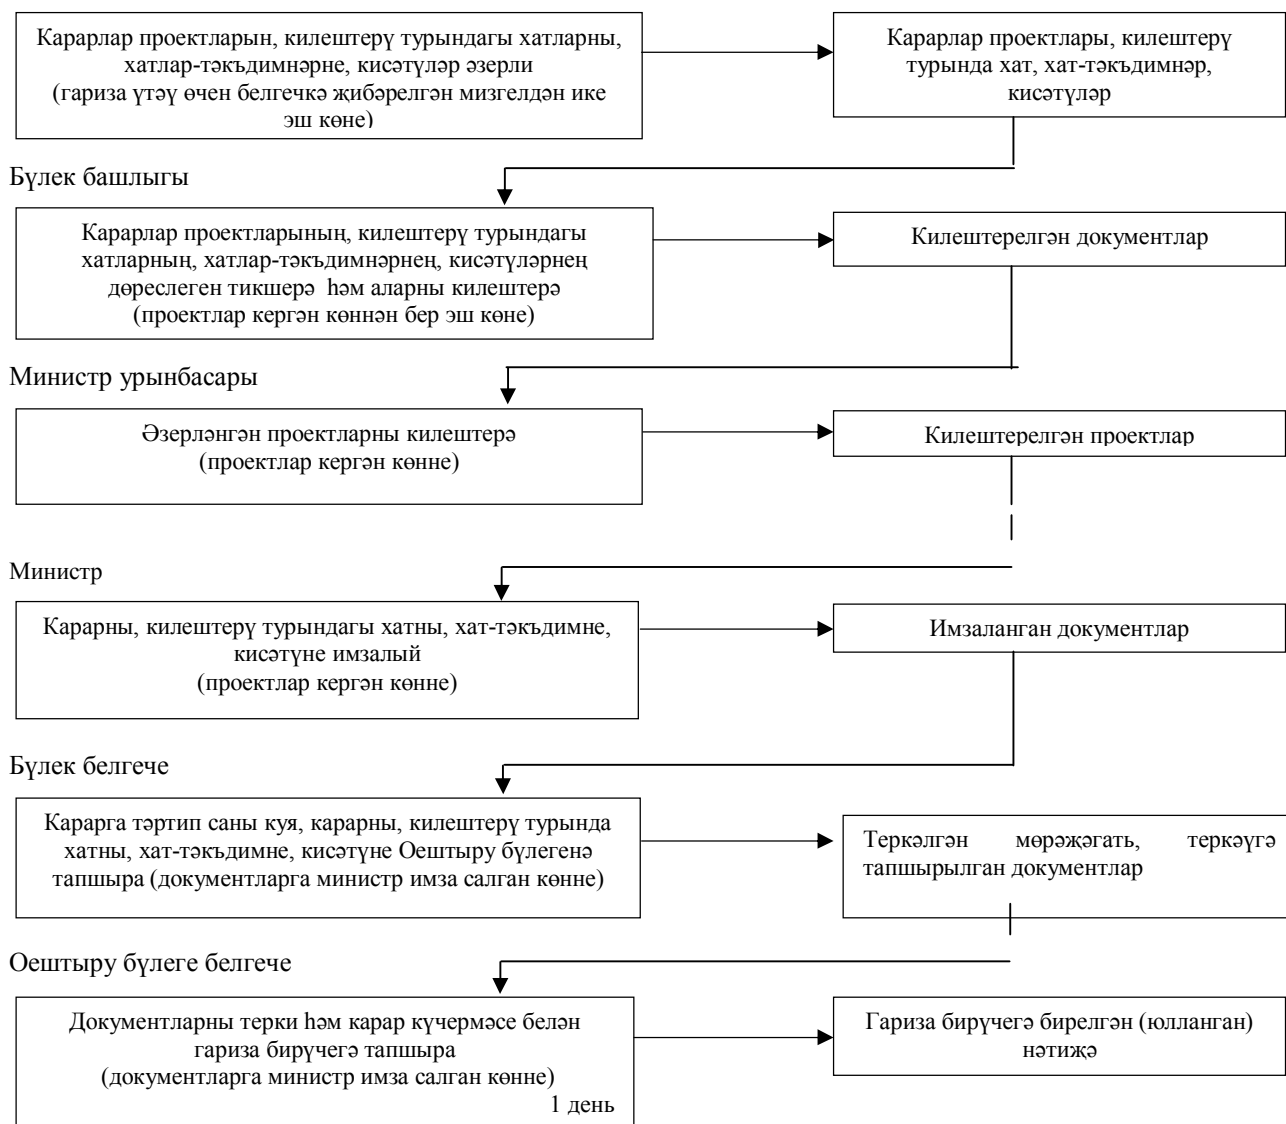 Карарлар проектларын, килештерү турындагы хатларны,
хатлар-тәкъдимнәрне, кисәтүләр әзерли
(гариза үтәү өчен белгечкә җибәрелгән мизгелдән ике
эш көне)
Карарлар проектлары, килештерү
турында хат, хат-тәкъдимнәр,
кисәтүләр
Бүлек башлыгы
Карарлар проектларының, килештерү турындагы
хатларның, хатлар-тәкъдимнәрнең, кисәтүләрнең
дөреслеген тикшерә һәм аларны килештерә
(проектлар кергән көннән бер эш көне)
Килештерелгән документлар
Министр урынбасары
Әзерләнгән проектларны килештерә
(проектлар кергән көнне)
Килештерелгән проектлар
Министр
Карарны, килештерү турындагы хатны, хат-тәкъдимне,
кисәтүне имзалый
(проектлар кергән көнне)
Имзаланган документлар
Бүлек белгече
Карарга тәртип саны куя, карарны, килештерү турында
хатны, хат-тәкъдимне, кисәтүне Оештыру бүлегенә
тапшыра (документларга министр имза салган көнне)
Теркәлгән мөрәҗәгать, теркәүгә
тапшырылган документлар
Оештыру бүлеге белгече
Документларны терки һәм карар күчермәсе белән
гариза бирүчегә тапшыра
(документларга министр имза салган көнне)
1 день
Гариза бирүчегә бирелгән (юлланган)
нәтиҗә